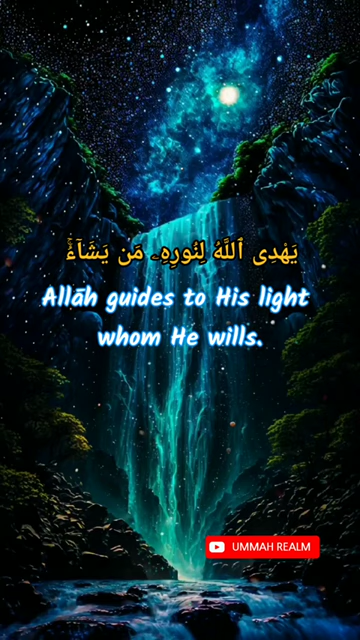 يَهْدِى ٱللَّهُ لِنُورِهِۦ مَن يَشَآءُۚ
Allāh guides to His light
whom He wills.
UMMAH REALM